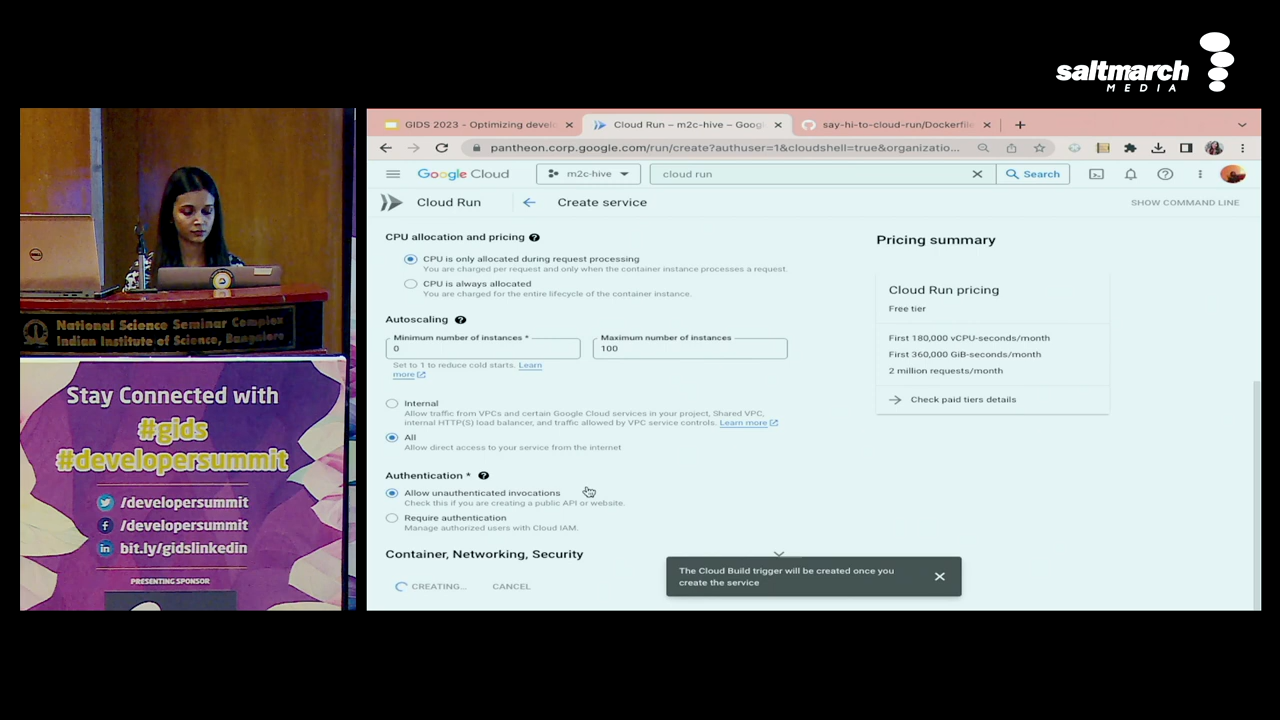 saltmarch
MEDIA
GIDS 2023 - Optimizing devel
Cloud Run – m2c-hive – Goog
say-hi-to-cloud-run/Dockerfile
pantheon.corp.google.com/run/create?authuser=1&cloudshell=true&organizatio...
Google Cloud
m2c-hive
cloud run
Search
Cloud Run
Create service
SHOW COMMAND LINE
CPU allocation and pricing
CPU is only allocated during request processing
You are charged per request and only when the container instance processes a request.
CPU is always allocated
You are charged for the entire lifecycle of the container instance.
Autoscaling
Minimum number of instances *
0
Maximum number of instances
100
Set to 1 to reduce cold starts. Learn
more
Internal
Allow traffic from VPCs and certain Google Cloud services in your project, Shared VPC,
internal HTTP(S) load balancer, and traffic allowed by VPC service controls. Learn more
All
Allow direct access to your service from the internet
Authentication *
Allow unauthenticated invocations
Check this if you are creating a public API or website.
Require authentication
Manage authorized users with Cloud IAM.
Container, Networking, Security
CREATING...
CANCEL
Pricing summary
Cloud Run pricing
Free tier
First 180,000 vCPU-seconds/month
First 360,000 GiB-seconds/month
2 million requests/month
Check paid tiers details
The Cloud Build trigger will be created once you
create the service
DELL
National Science Seminar Complex
Indian Institute of Science, Bangalore
Stay Connected with
#gids
#developersummit
/developersummit
/developersummit
bit.ly/gidslinkedin
PRESENTING SPONSOR